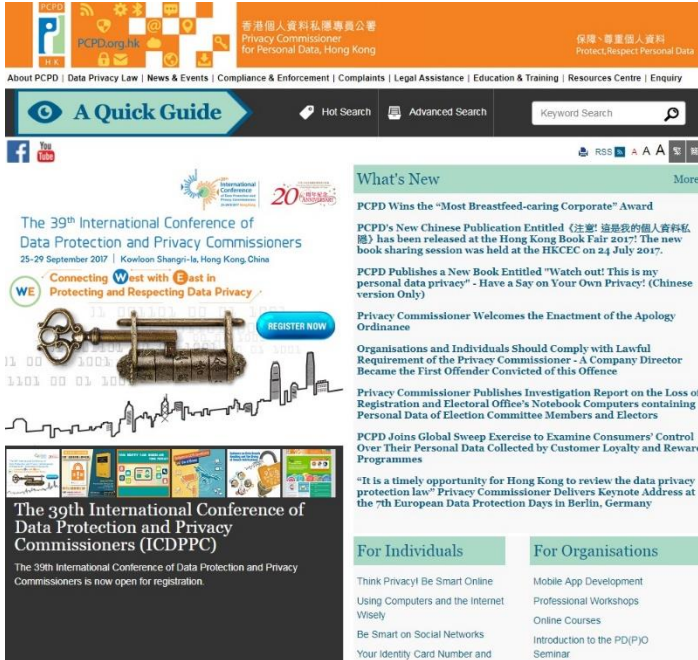 PCPD
PCPD.org.hk
H K
香港個人資料私隱專員公署
Privacy Commissioner
for Personal Data, Hong Kong
保障、尊重個人資料
Protect,Respect Personal Data
About PCPD | Data Privacy Law | News & Events | Compliance & Enforcement | Complaints | Legal Assistance | Education & Training | Resources Centre | Enquiry
A Quick Guide
Hot Search
Advanced Search
Keyword Search
f
You Tube
RSS A A A 繁 簡
39th International Conference
20
The 39th International Conference of
Data Protection and Privacy Commissioners
25-29 September 2017 | Kowloon Shangri-la, Hong Kong, China
WE
Connecting West with East in
Protecting and Respecting Data Privacy
REGISTER NOW
The 39th International Conference of
Data Protection and Privacy
Commissioners (ICDPPC)
The 39th International Conference of Data Protection and Privacy
Commissioners is now open for registration.
What's New
More
PCPD Wins the “Most Breastfeed-caring Corporate” Award
PCPD's New Chinese Publication Entitled 《注意! 這是我的個人資料私
隱》 has been released at the Hong Kong Book Fair 2017! The new
book sharing session was held at the HKCEC on 24 July 2017.
PCPD Publishes a New Book Entitled "Watch out! This is my
personal data privacy" - Have a Say on Your Own Privacy! (Chinese
version Only)
Privacy Commissioner Welcomes the Enactment of the Apology
Ordinance
Organisations and Individuals Should Comply with Lawful
Requirement of the Privacy Commissioner - A Company Director
Became the First Offender Convicted of this Offence
Privacy Commissioner Publishes Investigation Report on the Loss of
Registration and Electoral Office's Notebook Computers containing
Personal Data of Election Committee Members and Electors
PCPD Joins Global Sweep Exercise to Examine Consumers' Control
Over Their Personal Data Collected by Customer Loyalty and Reward
Programmes
“It is a timely opportunity for Hong Kong to review the data privacy
protection law” Privacy Commissioner Delivers Keynote Address at
the 7th European Data Protection Days in Berlin, Germany
For Individuals
Think Privacy! Be Smart Online
Using Computers and the Internet
Wisely
Be Smart on Social Networks
Your Identity Card Number and
For Organisations
Mobile App Development
Professional Workshops
Online Courses
Introduction to the PD(P)O
Seminar